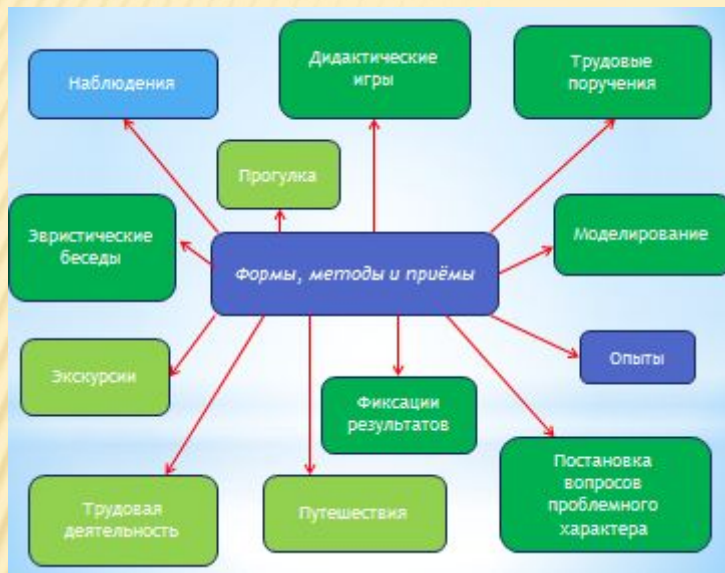 Дидактические
игры
Трудовые
поручения
Наблюдения
Прогулка
Эвристические
беседы
Формы, методы и приёмы
Моделирование
Экскурсии
Опыты
Фиксации
результатов
Постановка
вопросов
проблемного
характера
Трудовая
деятельность
Путешествия